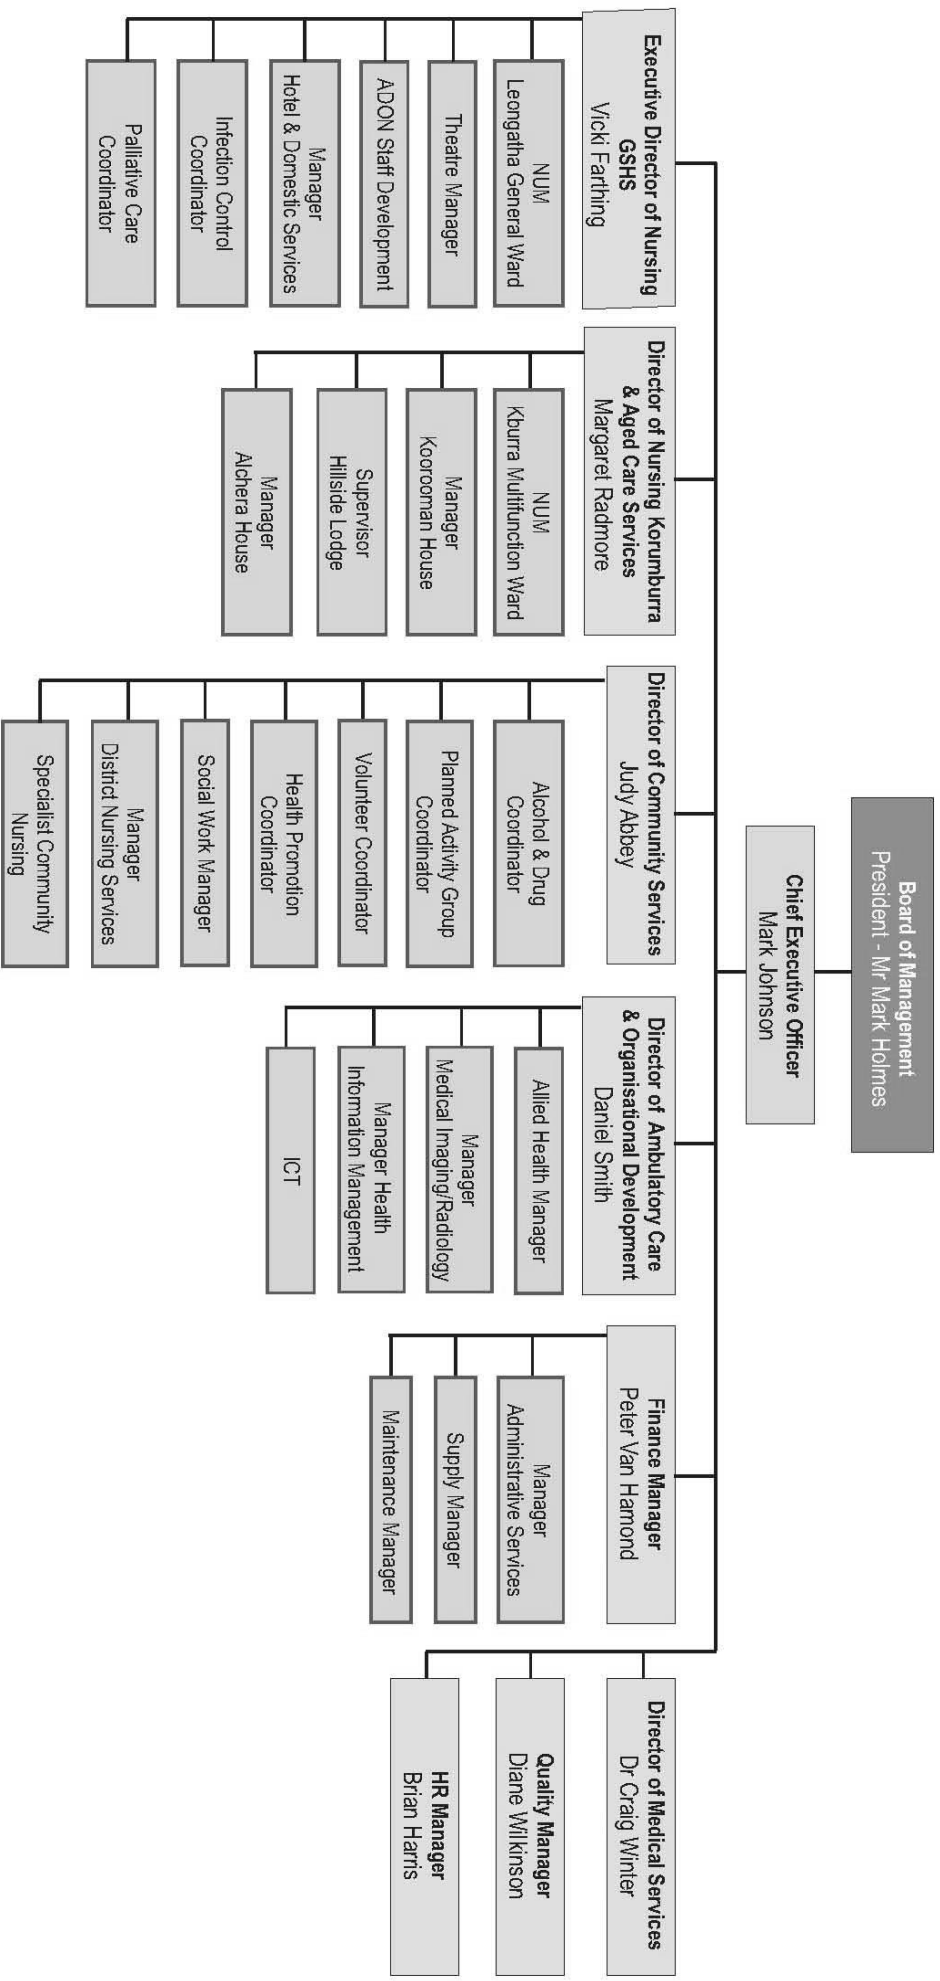 Board of Management
President - Mr Mark Holmes
Chief Executive Officer
Mark Johnson
Executive Director of Nursing
GSHS
Vicki Farthing
NUM
Leongatha General Ward
Theatre Manager
ADON Staff Development
Manager
Hotel & Domestic Services
Infection Control
Coordinator
Palliative Care
Coordinator
Director of Nursing Korumburra
& Aged Care Services
Margaret Radmore
NUM
Kburra Multifunction Ward
Manager
Koorooman House
Supervisor
Hillside Lodge
Manager
Alchera House
Director of Community Services
Judy Abbey
Alcohol & Drug
Coordinator
Planned Activity Group
Coordinator
Volunteer Coordinator
Health Promotion
Coordinator
Social Work Manager
Manager
District Nursing Services
Specialist Community
Nursing
Director of Ambulatory Care
& Organisational Development
Daniel Smith
Allied Health Manager
Manager
Medical Imaging/Radiology
Manager Health
Information Management
ICT
Finance Manager
Peter Van Hamond
Manager
Administrative Services
Supply Manager
Maintenance Manager
Director of Medical Services
Dr Craig Winter
Quality Manager
Diane Wilkinson
HR Manager
Brian Harris